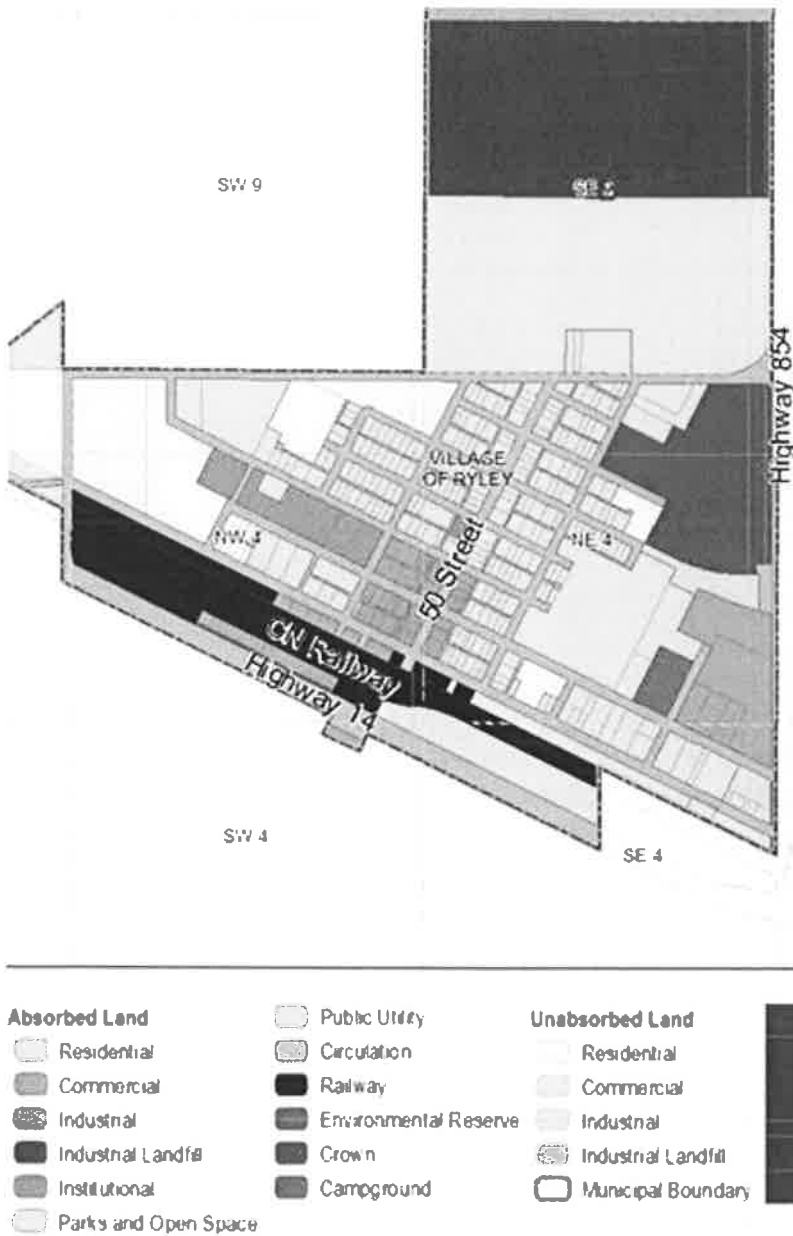 SW 9
Highway 854
VILLAGE
OF RYLEY
50 Street
NW 4
NE 4
CN Railway
Highway 14
SW 4
SE 4
Absorbed Land
Residential
Commercial
Industrial
Industrial Landfill
Institutional
Parks and Open Space
Public Utility
Circulation
Railway
Environmental Reserve
Crown
Campground
Unabsorbed Land
Residential
Commercial
Industrial
Industrial Landfill
Municipal Boundary